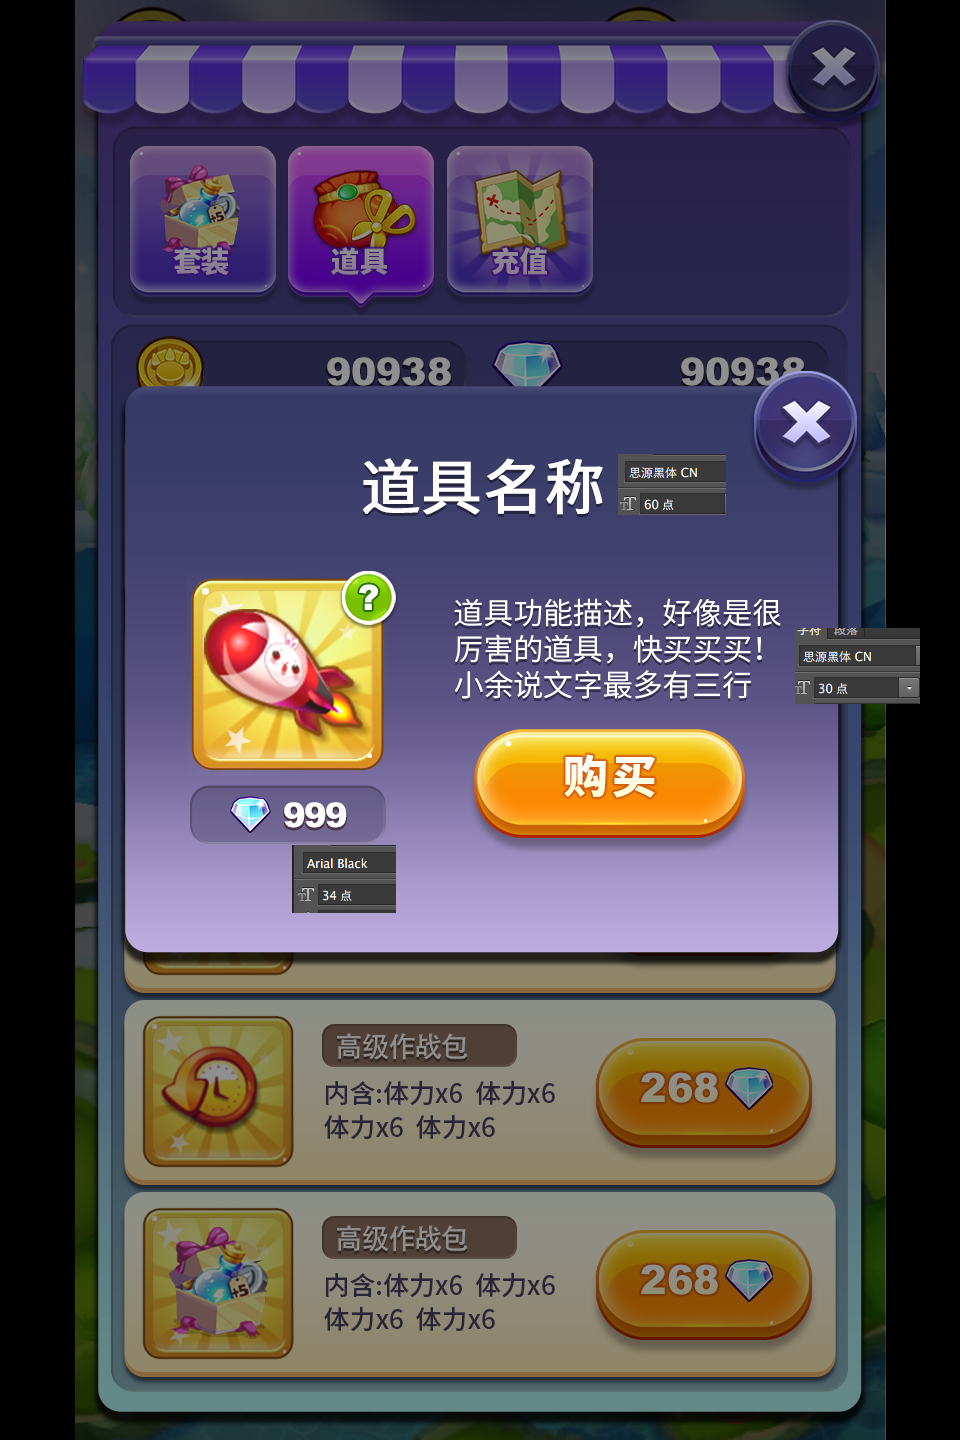 套装
道具
充值
90938
90938
道具名称
思源黑体 CN
60 点
?
道具功能描述，好像是很
厉害的道具，快买买买！
小余说文字最多有三行
字符 段落
思源黑体 CN
30 点
购买
999
Arial Black
34 点
高级作战包
内含:体力x6 体力x6
体力x6 体力x6
268
+5
高级作战包
内含:体力x6 体力x6
体力x6 体力x6
268